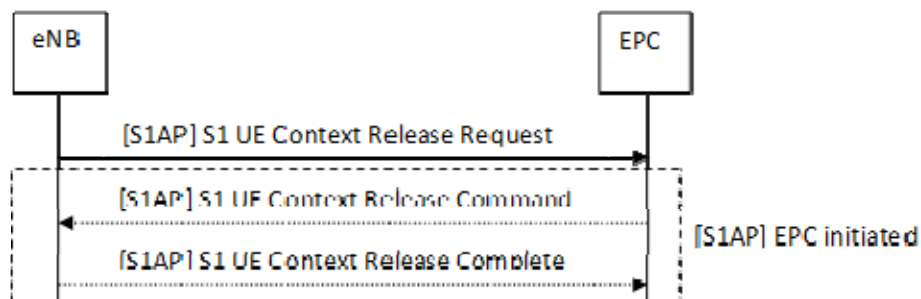 eNB
EPC
[S1AP] S1 UE Context Release Request
[S1AP] S1 UE Context Release Command
[S1AP] EPC initiated
[S1AP] S1 UE Context Release Complete